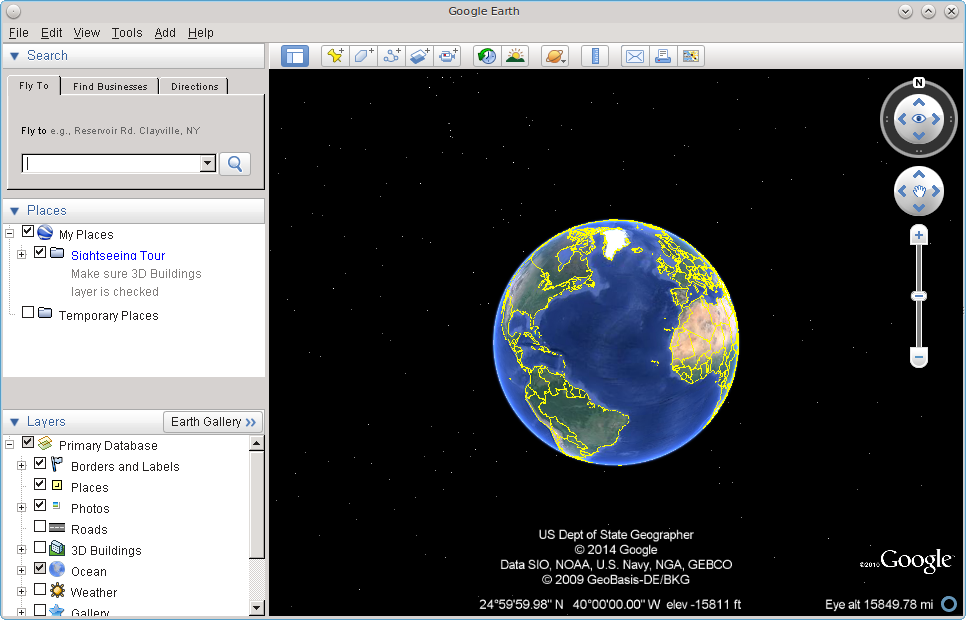 Google Earth
File Edit View Tools Add Help
Search
Fly To Find Businesses Directions
Fly to e.g., Reservoir Rd. Clayville, NY
Places
My Places
Sightseeing Tour
Make sure 3D Buildings
layer is checked
Temporary Places
Layers Earth Gallery »
Primary Database
Borders and Labels
Places
Photos
Roads
3D Buildings
Ocean
Weather
Gallery
N
US Dept of State Geographer
© 2014 Google
Data SIO, NOAA, U.S. Navy, NGA, GEBCO
© 2009 GeoBasis-DE/BKG
©2010 Google
24°59'59.98" N 40°00'00.00" W elev -15811 ft Eye alt 15849.78 mi